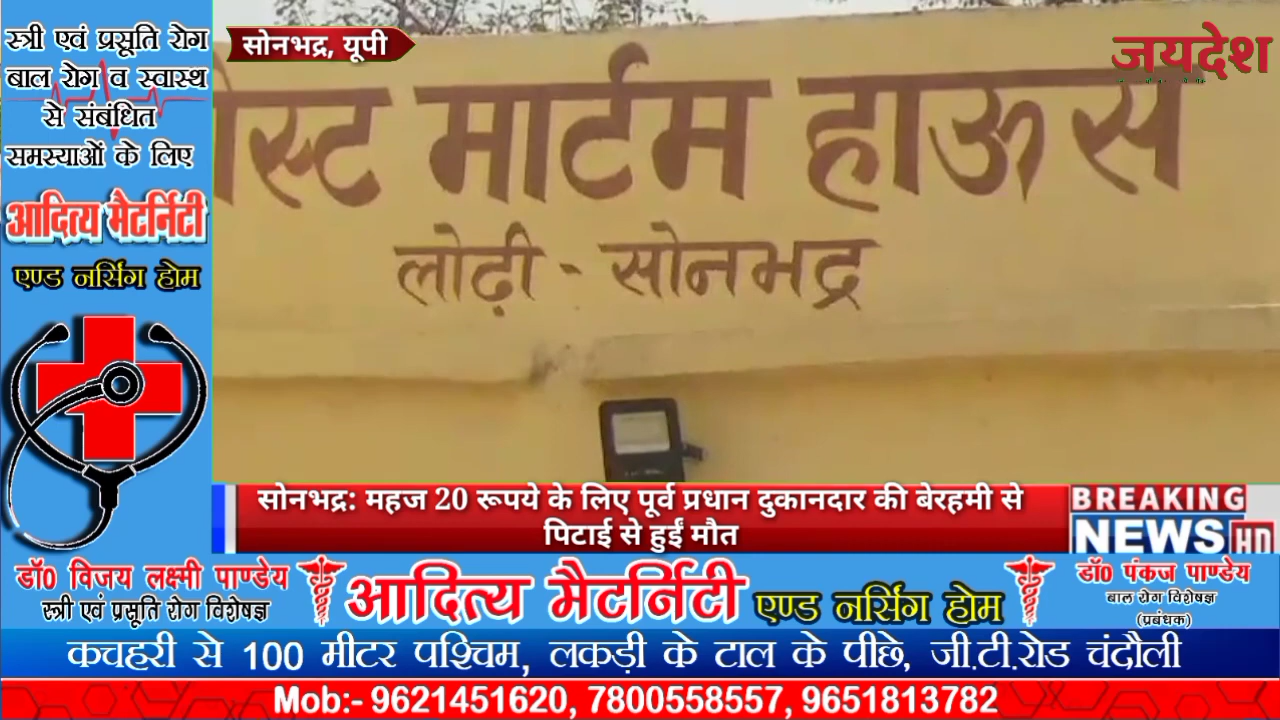 स्त्री एवं प्रसूति रोग
बाल रोग व स्वास्थ
से संबंधित
समस्याओं के लिए
आदित्य मैटर्निटी
एण्ड नर्सिंग होम
सोनभद्र, यूपी
जयदेश
पोस्ट मार्टम हाऊस
लोढ़ी - सोनभद्र
सोनभद्र: महज 20 रूपये के लिए पूर्व प्रधान दुकानदार की बेरहमी से
पिटाई से हुईं मौत
BREAKING
NEWS HD
डॉ0 विजय लक्ष्मी पाण्डेय
स्त्री एवं प्रसूति रोग विशेषज्ञ
आदित्य मैटर्निटी एण्ड नर्सिंग होम
डॉ0 पंकज पाण्डेय
बाल रोग विशेषज्ञ
(प्रबंधक)
कचहरी से 100 मीटर पश्चिम, लकड़ी के टाल के पीछे, जी.टी.रोड चंदौली
Mob:- 9621451620, 7800558557, 9651813782